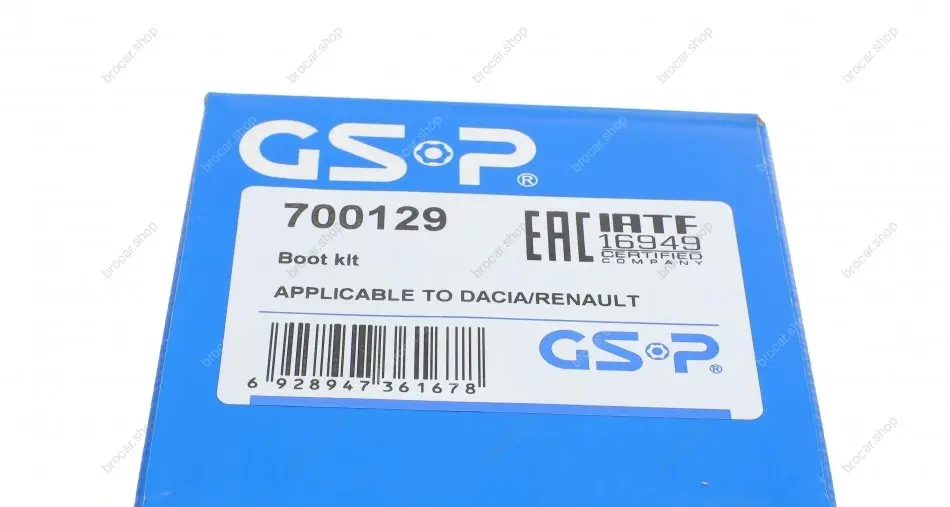 GSP®
700129
EAC
IATF
16949
CERTIFIED
COMPANY
Boot kit
APPLICABLE TO DACIA/RENAULT
6 928947 361678
GSP®
brocar.shop